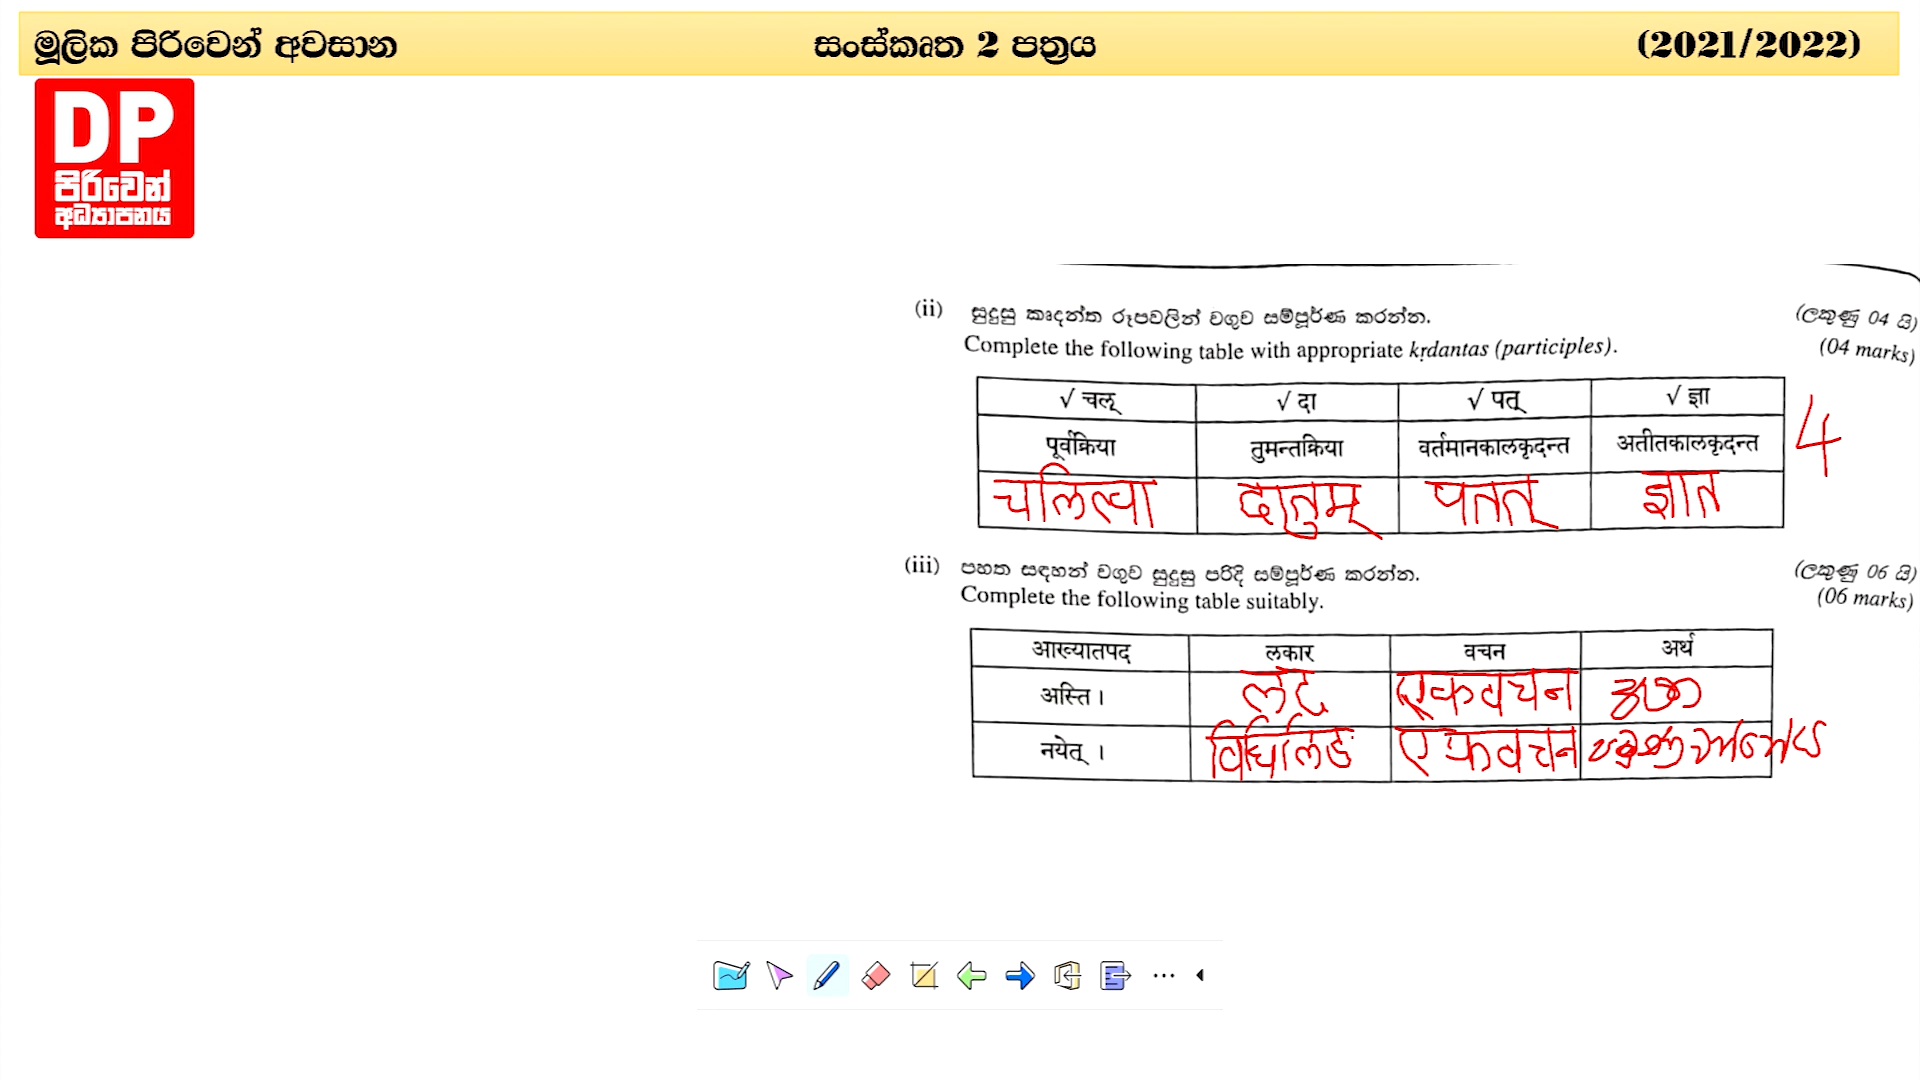 මූලික පිරිවෙන් අවසාන සංස්කෘත 2 පත්‍රය (2021/2022)
DP
පිරිවෙන්
අධ්‍යාපනය
(ii) සුදුසු කෘදන්ත රූපවලින් වගුව සම්පූර්ණ කරන්න. (ලකුණු 04 යි)
Complete the following table with appropriate kṛdantas (participles). (04 marks)
√ चल् √ दा √ पत् √ ज्ञा
पूर्वक्रिया तुमन्तक्रिया वर्तमानकालकृदन्त अतीतकालकृदन्त 4
चलित्वा दातुम् पतत् ज्ञात
(iii) පහත සඳහන් වගුව සුදුසු පරිදි සම්පූර්ණ කරන්න. (ලකුණු 06 යි)
Complete the following table suitably. (06 marks)
आख्यातपद लकार वचन अर्थ
अस्ति । लट् एकवचन
नयेत् । विधिलिङ एकवचन